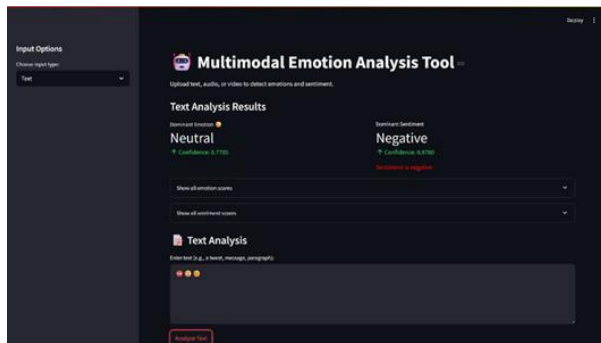 Deploy
Input Options
Choose input type:
Text
Multimodal Emotion Analysis Tool
Upload text, audio, or video to detect emotions and sentiment.
Text Analysis Results
Dominant Emotion
Dominant Sentiment
Neutral
Negative
↑ Confidence: 0.7785
↑ Confidence: 0.8780
Sentiment is negative
Show all emotion scores
Show all sentiment scores
Text Analysis
Enter text (e.g., a tweet, message, paragraph):
Analyze Text